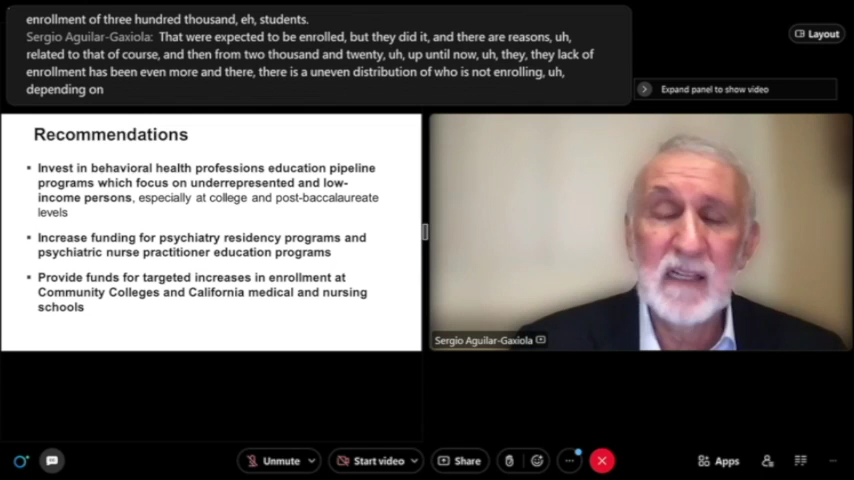 enrollment of three hundred thousand, eh, students.
Sergio Aguilar-Gaxiola: That were expected to be enrolled, but they did it, and there are reasons, uh,
related to that of course, and then from two thousand and twenty, uh, up until now, uh, they, they lack of
enrollment has been even more and there, there is a uneven distribution of who is not enrolling, uh,
depending on
Layout
Expand panel to show video
Recommendations
▪ Invest in behavioral health professions education pipeline
programs which focus on underrepresented and low-
income persons, especially at college and post-baccalaureate
levels
▪ Increase funding for psychiatry residency programs and
psychiatric nurse practitioner education programs
▪ Provide funds for targeted increases in enrollment at
Community Colleges and California medical and nursing
schools
Sergio Aguilar-Gaxiola
Unmute
Start video
Share
Apps